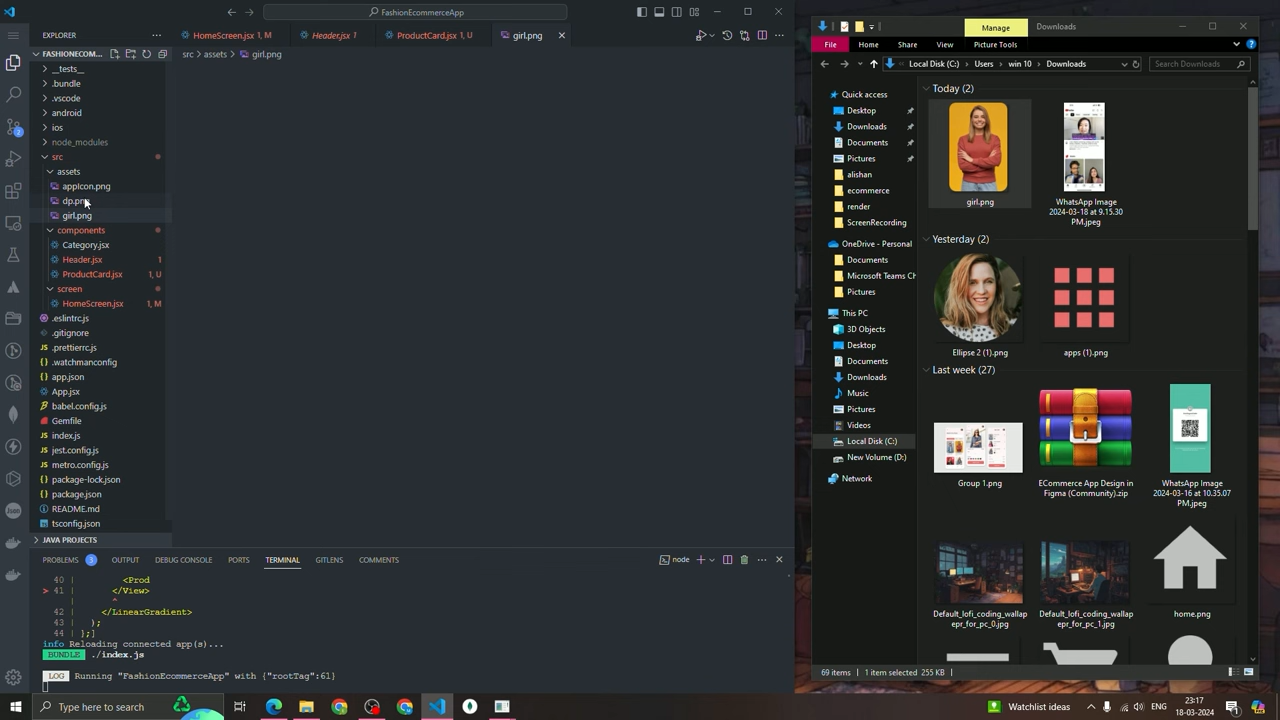 FashionEcommerceApp
EXPLORER
HomeScreen.jsx 1, M
Header.jsx 1
ProductCard.jsx 1, U
girl.png
FASHIONECOM...
src > assets > girl.png
__tests__
.bundle
.vscode
android
ios
node_modules
src
assets
appIcon.png
dp.png
girl.png
components
Category.jsx
Header.jsx 1
ProductCard.jsx 1, U
screen
HomeScreen.jsx 1, M
.eslintrc.js
.gitignore
.prettierrc.js
.watchmanconfig
app.json
App.jsx
babel.config.js
Gemfile
index.js
jest.config.js
metro.config.js
package-lock.json
package.json
README.md
tsconfig.json
JAVA PROJECTS
2
PROBLEMS 3 OUTPUT DEBUG CONSOLE PORTS TERMINAL GITLENS COMMENTS
node
40 | <Prod
> 41 | </View>
| ^
42 | </LinearGradient>
43 | );
44 | };]
info Reloading connected app(s)...
BUNDLE ./index.js
LOG Running "FashionEcommerceApp" with {"rootTag":61}
Manage
Downloads
File Home Share View Picture Tools
Local Disk (C:) > Users > win 10 > Downloads
Search Downloads
Quick access
Desktop
Downloads
Documents
Pictures
alishan
ecommerce
render
ScreenRecording
OneDrive - Personal
Documents
Microsoft Teams Ch
Pictures
This PC
3D Objects
Desktop
Documents
Downloads
Music
Pictures
Videos
Local Disk (C:)
New Volume (D:)
Network
Today (2)
girl.png
WhatsApp Image
2024-03-18 at 9.15.30
PM.jpeg
Yesterday (2)
Ellipse 2 (1).png
apps (1).png
Last week (27)
Group 1.png
ECommerce App Design in
Figma (Community).zip
WhatsApp Image
2024-03-16 at 10.35.07
PM.jpeg
Default_lofi_coding_wallap
epr_for_pc_0.jpg
Default_lofi_coding_wallap
epr_for_pc_1.jpg
home.png
69 items
1 item selected 255 KB
Type here to search
Watchlist ideas
23:17
18-03-2024